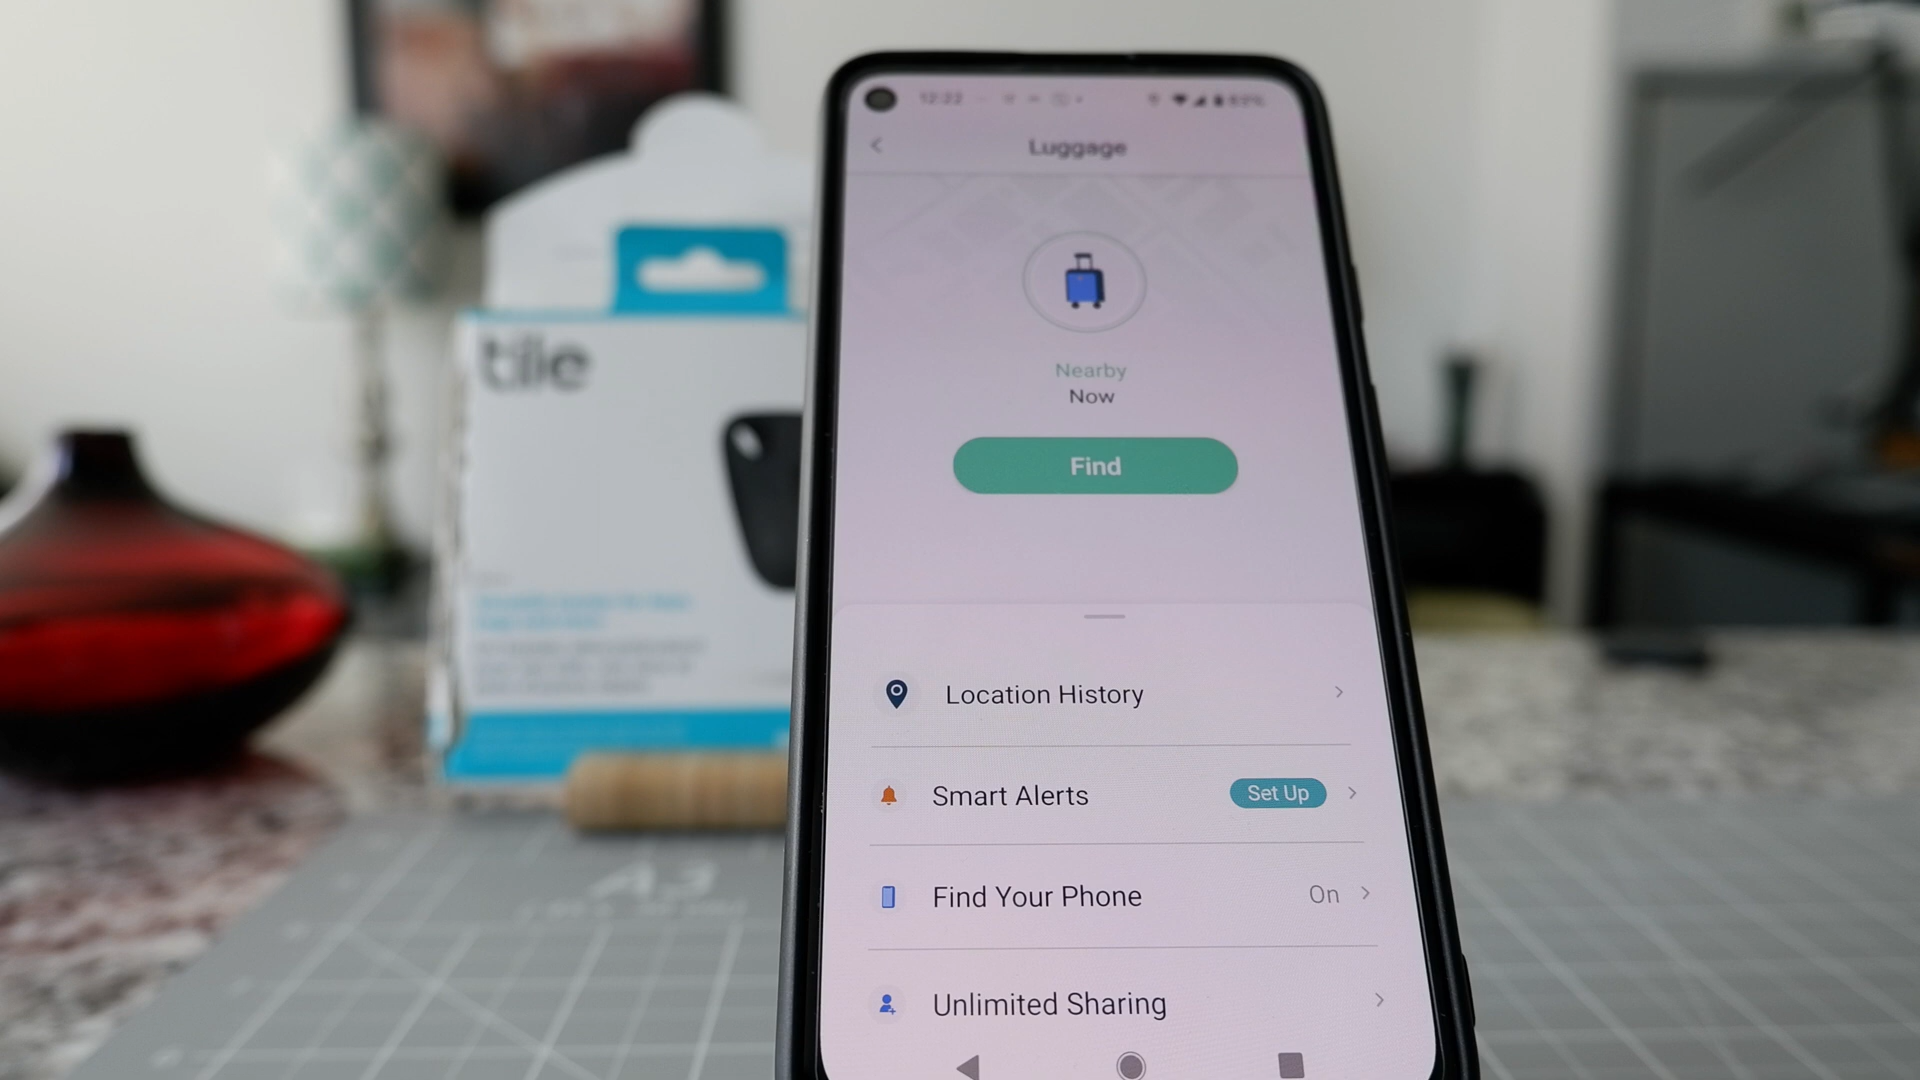 12:22
Luggage
Nearby
Now
Find
Location History
Smart Alerts
Set Up
Find Your Phone
On
Unlimited Sharing
tile
A3